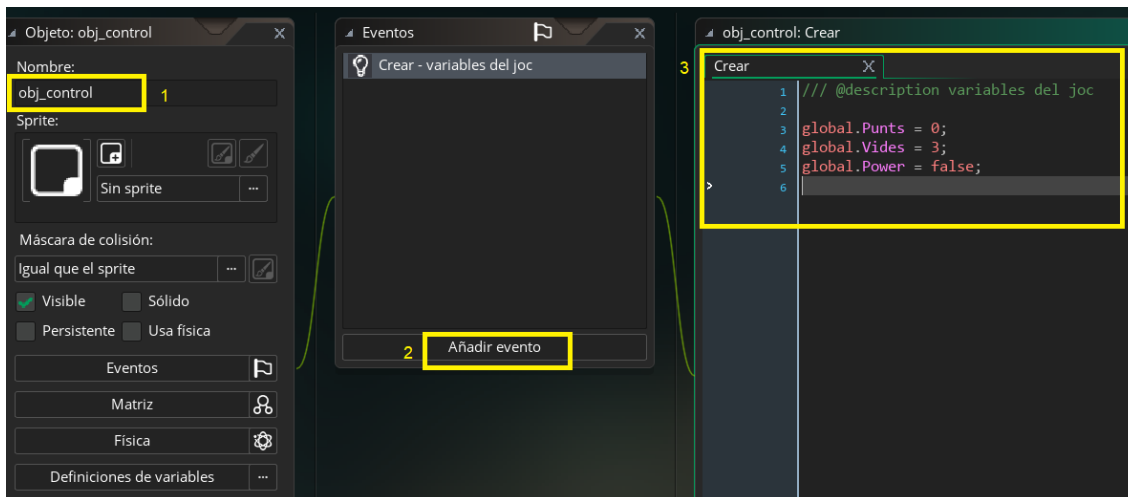 Objeto: obj_control
Nombre:
obj_control
1
Sprite:
Sin sprite
Máscara de colisión:
Igual que el sprite
Visible
Sólido
Persistente
Usa física
Eventos
Matriz
Física
Definiciones de variables
Eventos
Crear - variables del joc
2
Añadir evento
obj_control: Crear
3
Crear
1 /// @description variables del joc
2
3 global.Punts = 0;
4 global.Vides = 3;
5 global.Power = false;
6